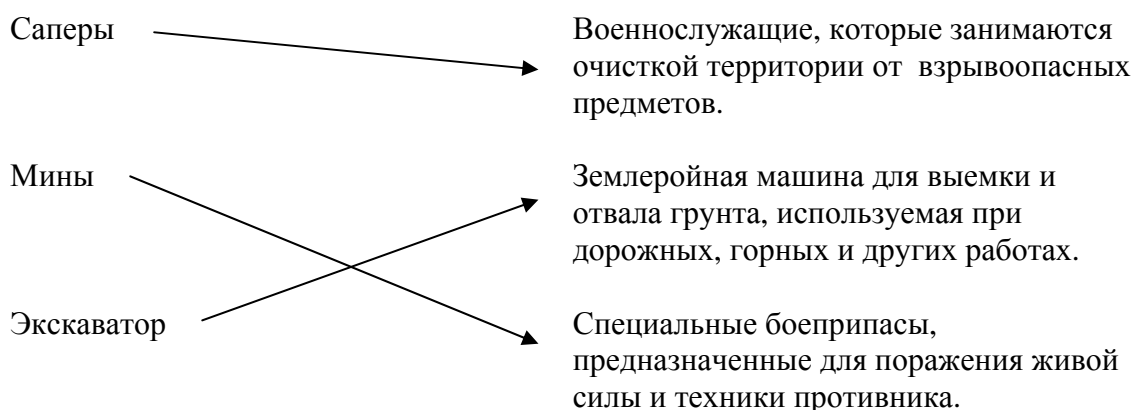 Саперы
Военнослужащие, которые занимаются
очисткой территории от взрывоопасных
предметов.
Мины
Землеройная машина для выемки и
отвала грунта, используемая при
дорожных, горных и других работах.
Экскаватор
Специальные боеприпасы,
предназначенные для поражения живой
силы и техники противника.